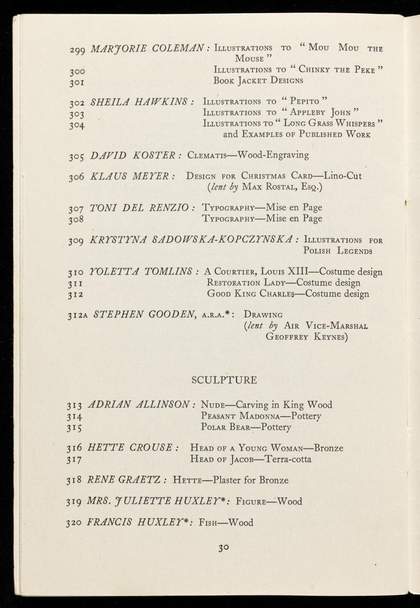 299 MARJORIE COLEMAN : ILLUSTRATIONS TO " MOU MOU THE
MOUSE "
300 ILLUSTRATIONS TO " CHINKY THE PEKE "
301 BOOK JACKET DESIGNS
302 SHEILA HAWKINS : ILLUSTRATIONS TO " PEPITO "
303 ILLUSTRATIONS TO " APPLEBY JOHN "
304 ILLUSTRATIONS TO " LONG GRASS WHISPERS "
and EXAMPLES OF PUBLISHED WORK
305 DAVID KOSTER : CLEMATIS—Wood-Engraving
306 KLAUS MEYER : DESIGN FOR CHRISTMAS CARD—Lino-Cut
(lent by MAX ROSTAL, ESQ.)
307 TONI DEL RENZIO : TYPOGRAPHY—Mise en Page
308 TYPOGRAPHY—Mise en Page
309 KRYSTYNA SADOWSKA-KOPCZYNSKA : ILLUSTRATIONS FOR
POLISH LEGENDS
310 YOLETTA TOMLINS : A COURTIER, LOUIS XIII—Costume design
311 RESTORATION LADY—Costume design
312 GOOD KING CHARLES—Costume design
312A STEPHEN GOODEN, A.R.A.* : DRAWING
(lent by AIR VICE-MARSHAL
GEOFFREY KEYNES)
SCULPTURE
313 ADRIAN ALLINSON : NUDE—Carving in King Wood
314 PEASANT MADONNA—Pottery
315 POLAR BEAR—Pottery
316 HETTE CROUSE : HEAD OF A YOUNG WOMAN—Bronze
317 HEAD OF JACOB—Terra-cotta
318 RENE GRAETZ : HETTE—Plaster for Bronze
319 MRS. JULIETTE HUXLEY* : FIGURE—Wood
320 FRANCIS HUXLEY* : FISH—Wood
30